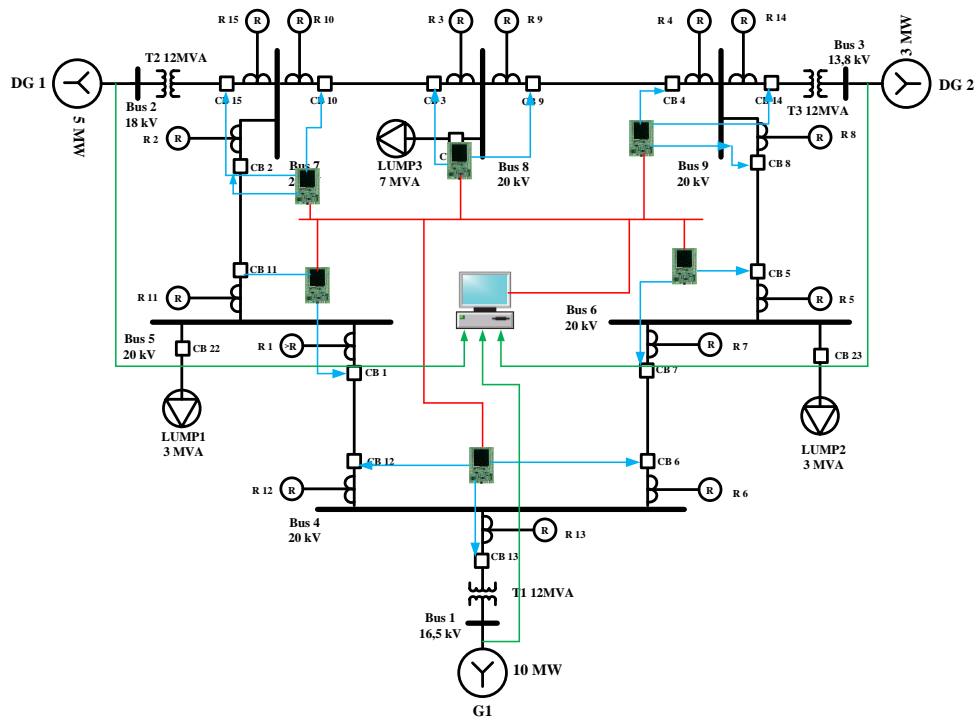 R 15
R
R
R 10
R 3
R
R
R 9
R 4
R
R
R 14
Bus 3
13,8 kV
3 MW
T2 12MVA
DG 1
DG 2
Bus 2
18 kV
5 MW
CB 15
CB 10
CB 3
CB 9
CB 4
CB 14
T3 12MVA
R 2
R
R
R 8
CB 2
Bus 7
2
LUMP3
7 MVA
C
Bus 8
20 kV
Bus 9
20 kV
CB 8
CB 11
CB 5
R 11
R
R
R 5
Bus 5
20 kV
Bus 6
20 kV
CB 22
R 1
>R
R
R 7
CB 23
CB 1
CB 7
LUMP1
3 MVA
LUMP2
3 MVA
CB 12
CB 6
R 12
R
R
R 6
Bus 4
20 kV
R
R 13
CB 13
T1 12MVA
Bus 1
16,5 kV
10 MW
G1